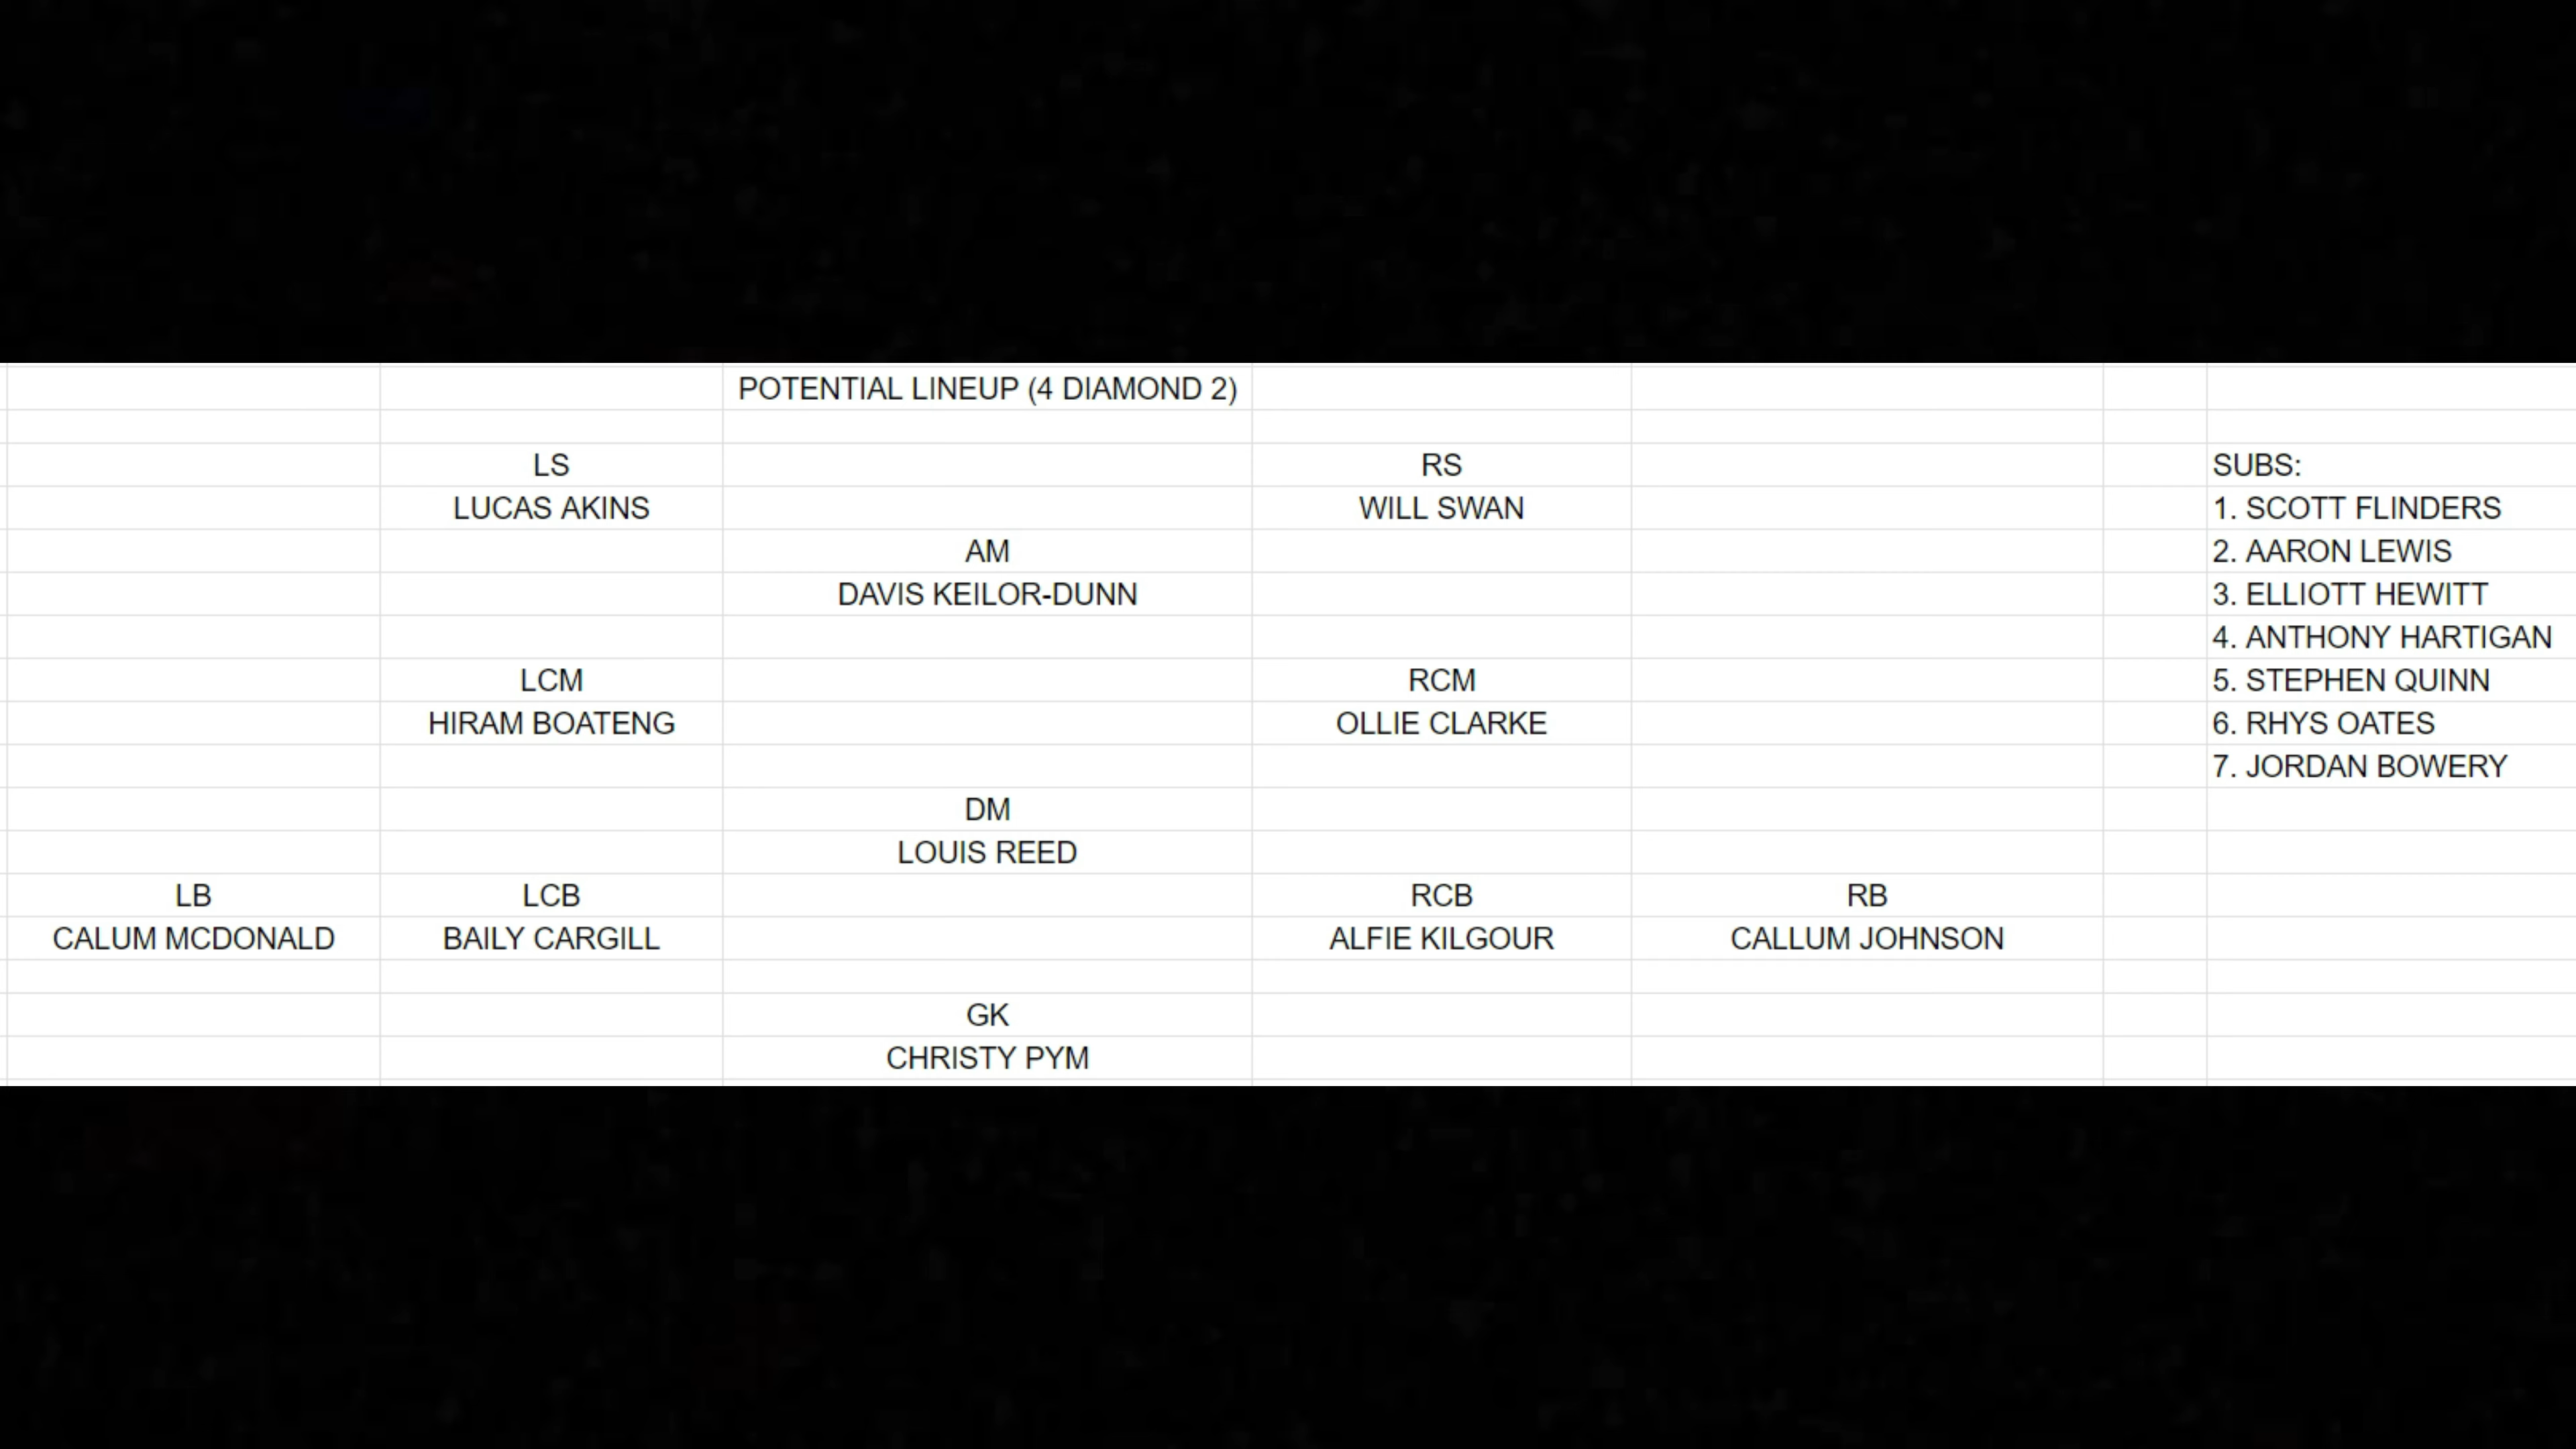 POTENTIAL LINEUP (4 DIAMOND 2)
LS RS SUBS:
LUCAS AKINS WILL SWAN 1. SCOTT FLINDERS
AM 2. AARON LEWIS
DAVIS KEILOR-DUNN 3. ELLIOTT HEWITT
4. ANTHONY HARTIGAN
LCM RCM 5. STEPHEN QUINN
HIRAM BOATENG OLLIE CLARKE 6. RHYS OATES
7. JORDAN BOWERY
DM
LOUIS REED
LB LCB RCB RB
CALUM MCDONALD BAILY CARGILL ALFIE KILGOUR CALLUM JOHNSON
GK
CHRISTY PYM